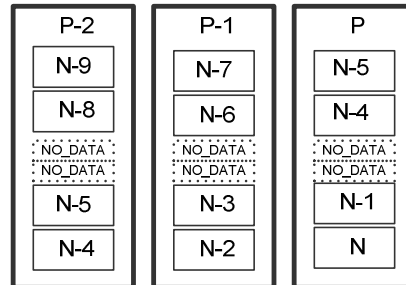 P-2
N-9
N-8
NO_DATA
NO_DATA
N-5
N-4
P-1
N-7
N-6
NO_DATA
NO_DATA
N-3
N-2
P
N-5
N-4
NO_DATA
NO_DATA
N-1
N